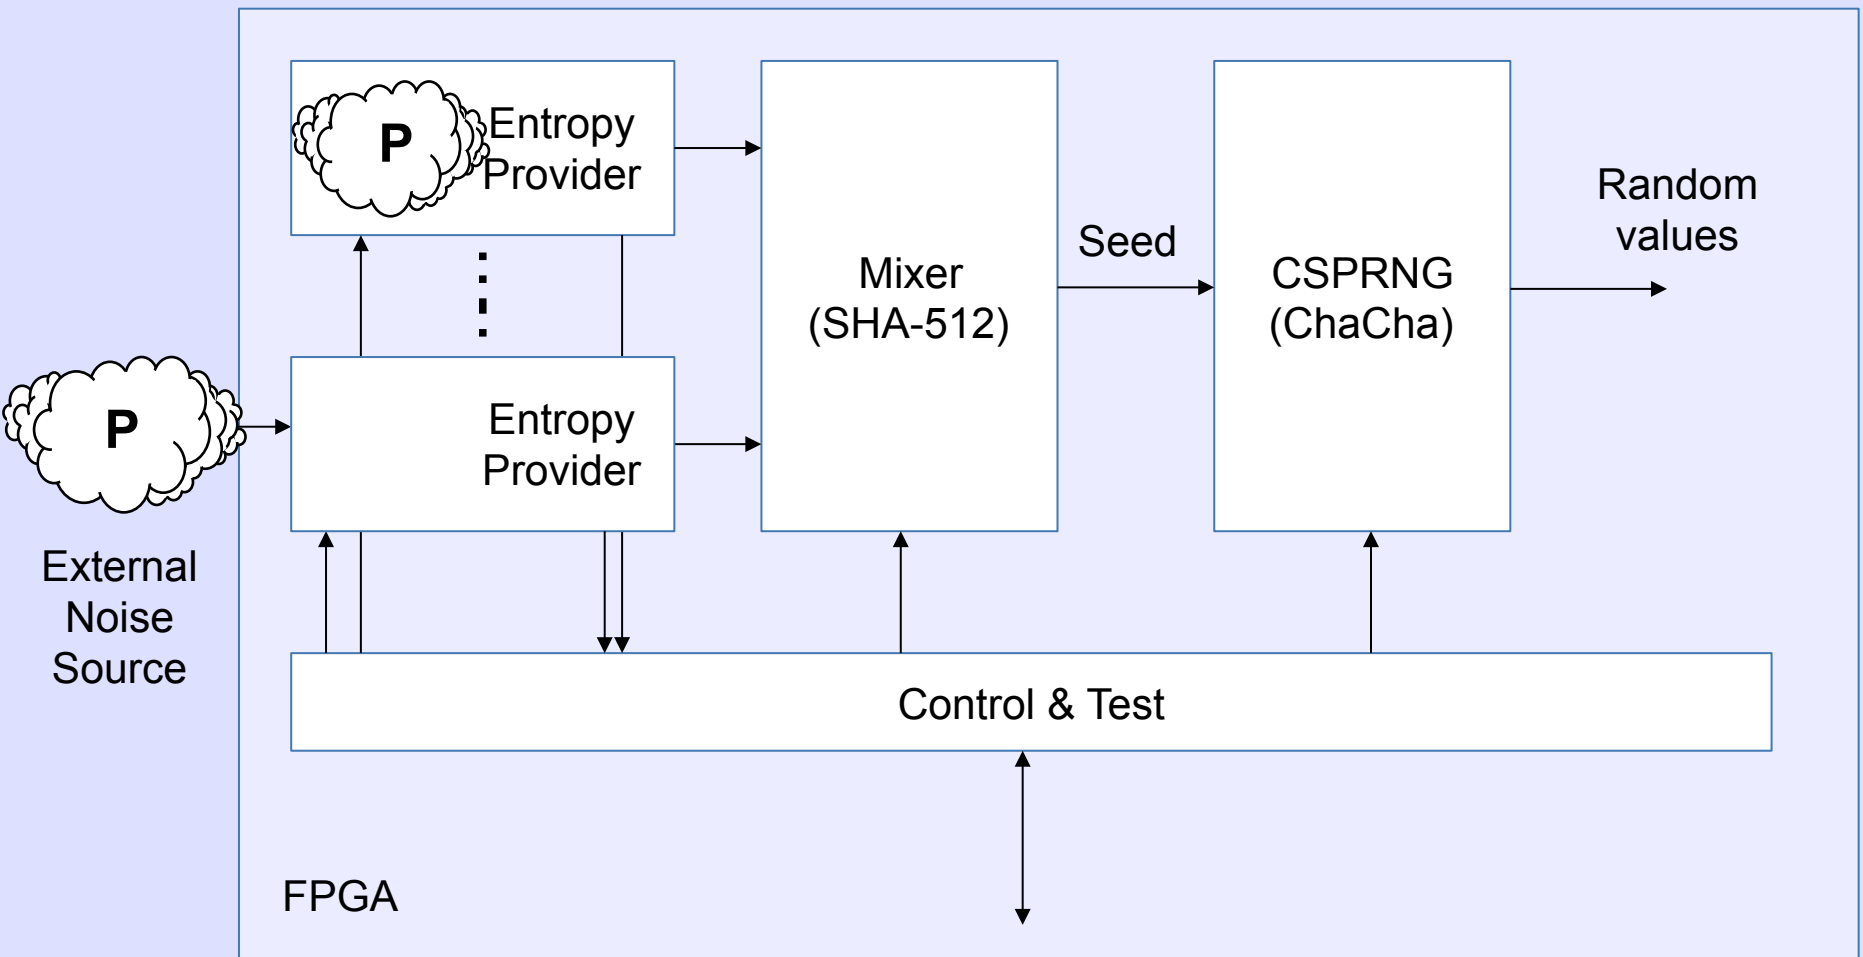 P
Entropy
Provider
Mixer
(SHA-512)
Seed
CSPRNG
(ChaCha)
Random
values
P
Entropy
Provider
External
Noise
Source
Control & Test
FPGA